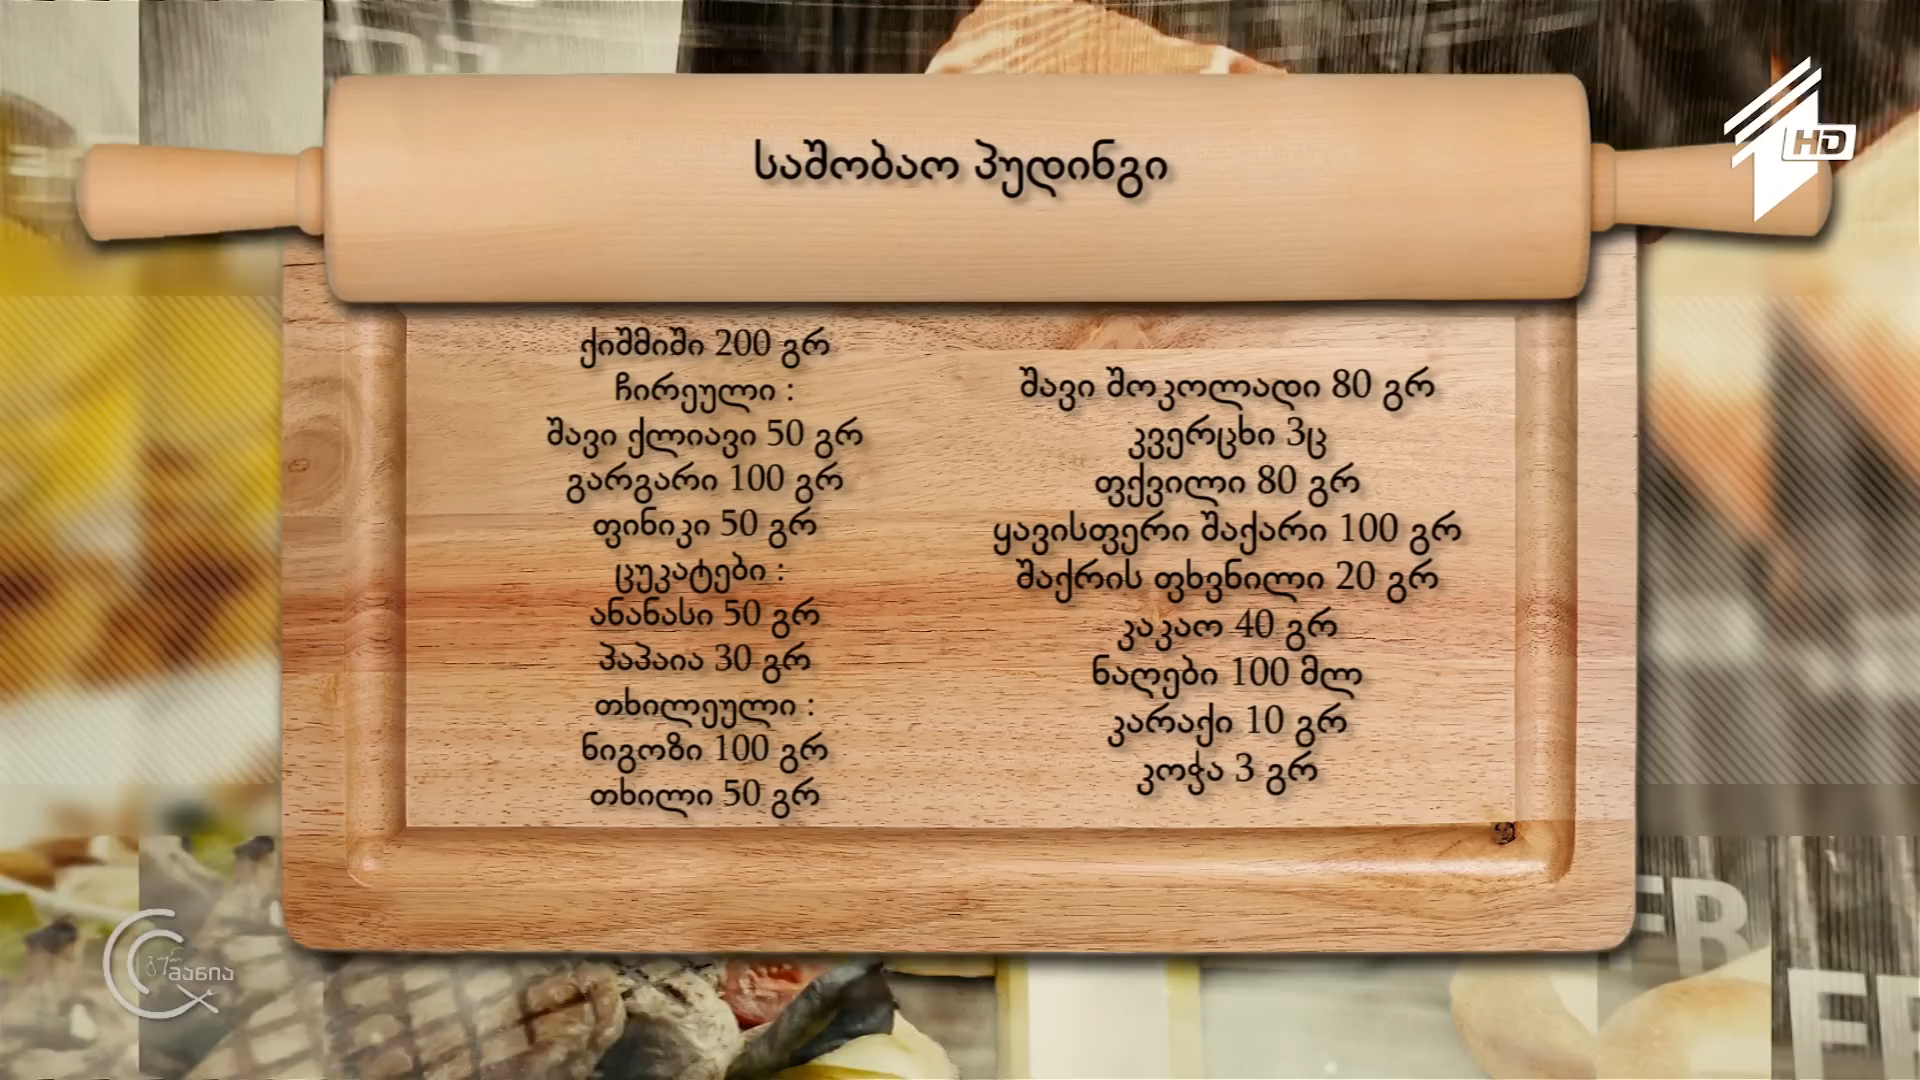 საშობაო პუდინგი
HD
ქიშმიში 200 გრ
ჩირეული :
შავი ქლიავი 50 გრ
გარგარი 100 გრ
ფინიკი 50 გრ
ცუკატები :
ანანასი 50 გრ
პაპაია 30 გრ
თხილეული :
ნიგოზი 100 გრ
თხილი 50 გრ
შავი შოკოლადი 80 გრ
კვერცხი 3ც
ფქვილი 80 გრ
ყავისფერი შაქარი 100 გრ
შაქრის ფხვნილი 20 გრ
კაკაო 40 გრ
ნაღები 100 მლ
კარაქი 10 გრ
კოჭა 3 გრ
გურ
მანია
FR